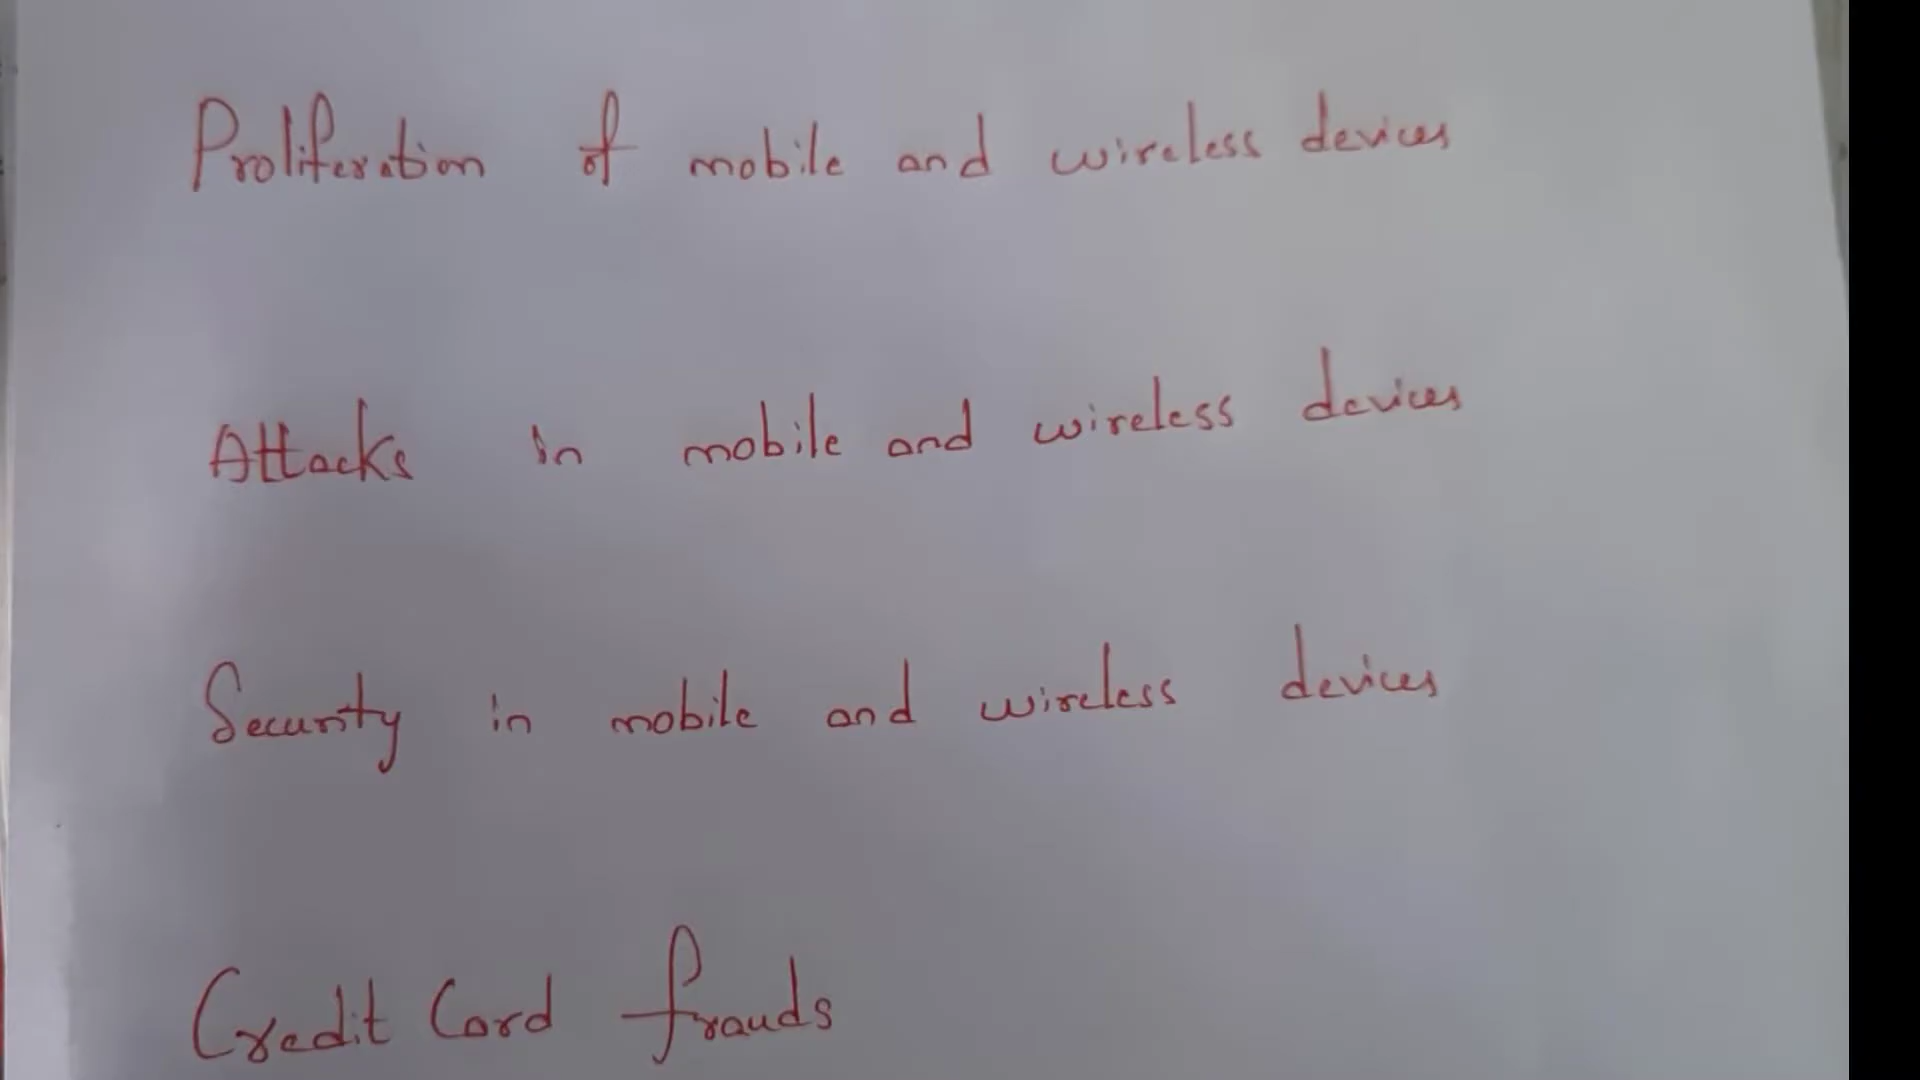 Proliferation of mobile and wireless devices
Attacks in mobile and wireless devices
Security in mobile and wireless devices
Credit Card frauds